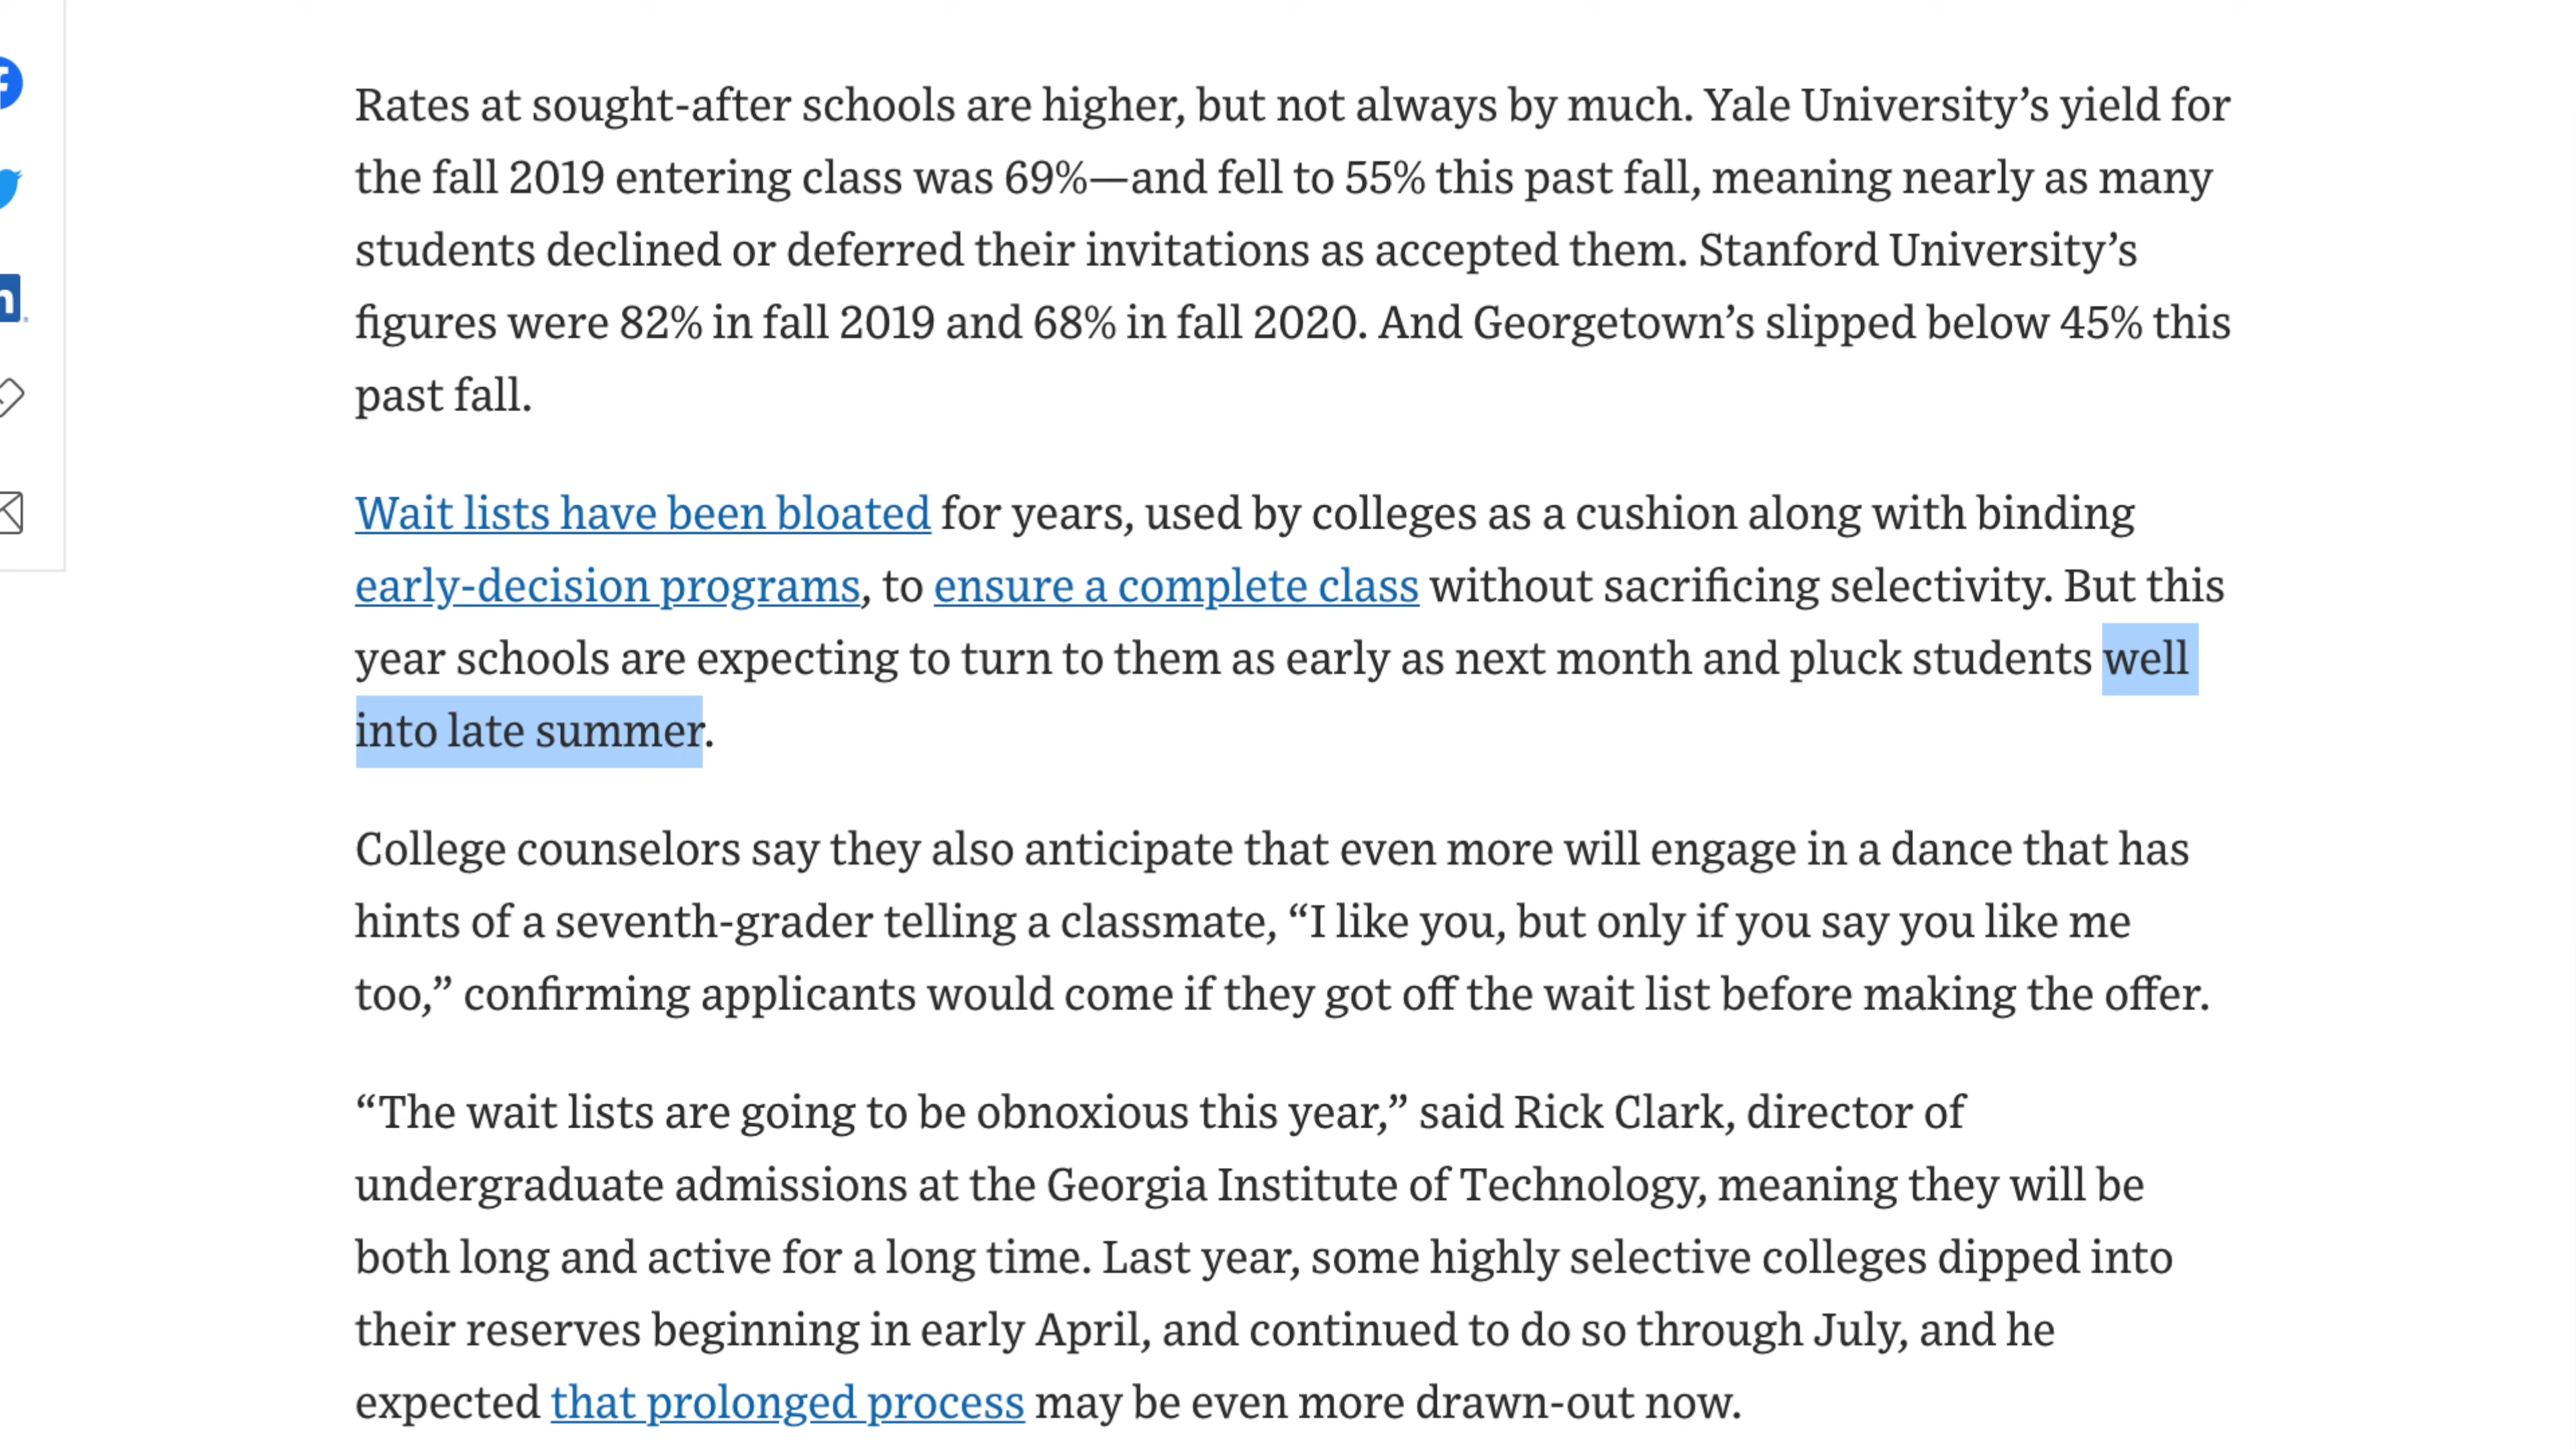 Rates at sought-after schools are higher, but not always by much. Yale University’s yield for
the fall 2019 entering class was 69%—and fell to 55% this past fall, meaning nearly as many
students declined or deferred their invitations as accepted them. Stanford University’s
figures were 82% in fall 2019 and 68% in fall 2020. And Georgetown’s slipped below 45% this
past fall.
Wait lists have been bloated for years, used by colleges as a cushion along with binding
early-decision programs, to ensure a complete class without sacrificing selectivity. But this
year schools are expecting to turn to them as early as next month and pluck students well
into late summer.
College counselors say they also anticipate that even more will engage in a dance that has
hints of a seventh-grader telling a classmate, “I like you, but only if you say you like me
too,” confirming applicants would come if they got off the wait list before making the offer.
“The wait lists are going to be obnoxious this year,” said Rick Clark, director of
undergraduate admissions at the Georgia Institute of Technology, meaning they will be
both long and active for a long time. Last year, some highly selective colleges dipped into
their reserves beginning in early April, and continued to do so through July, and he
expected that prolonged process may be even more drawn-out now.